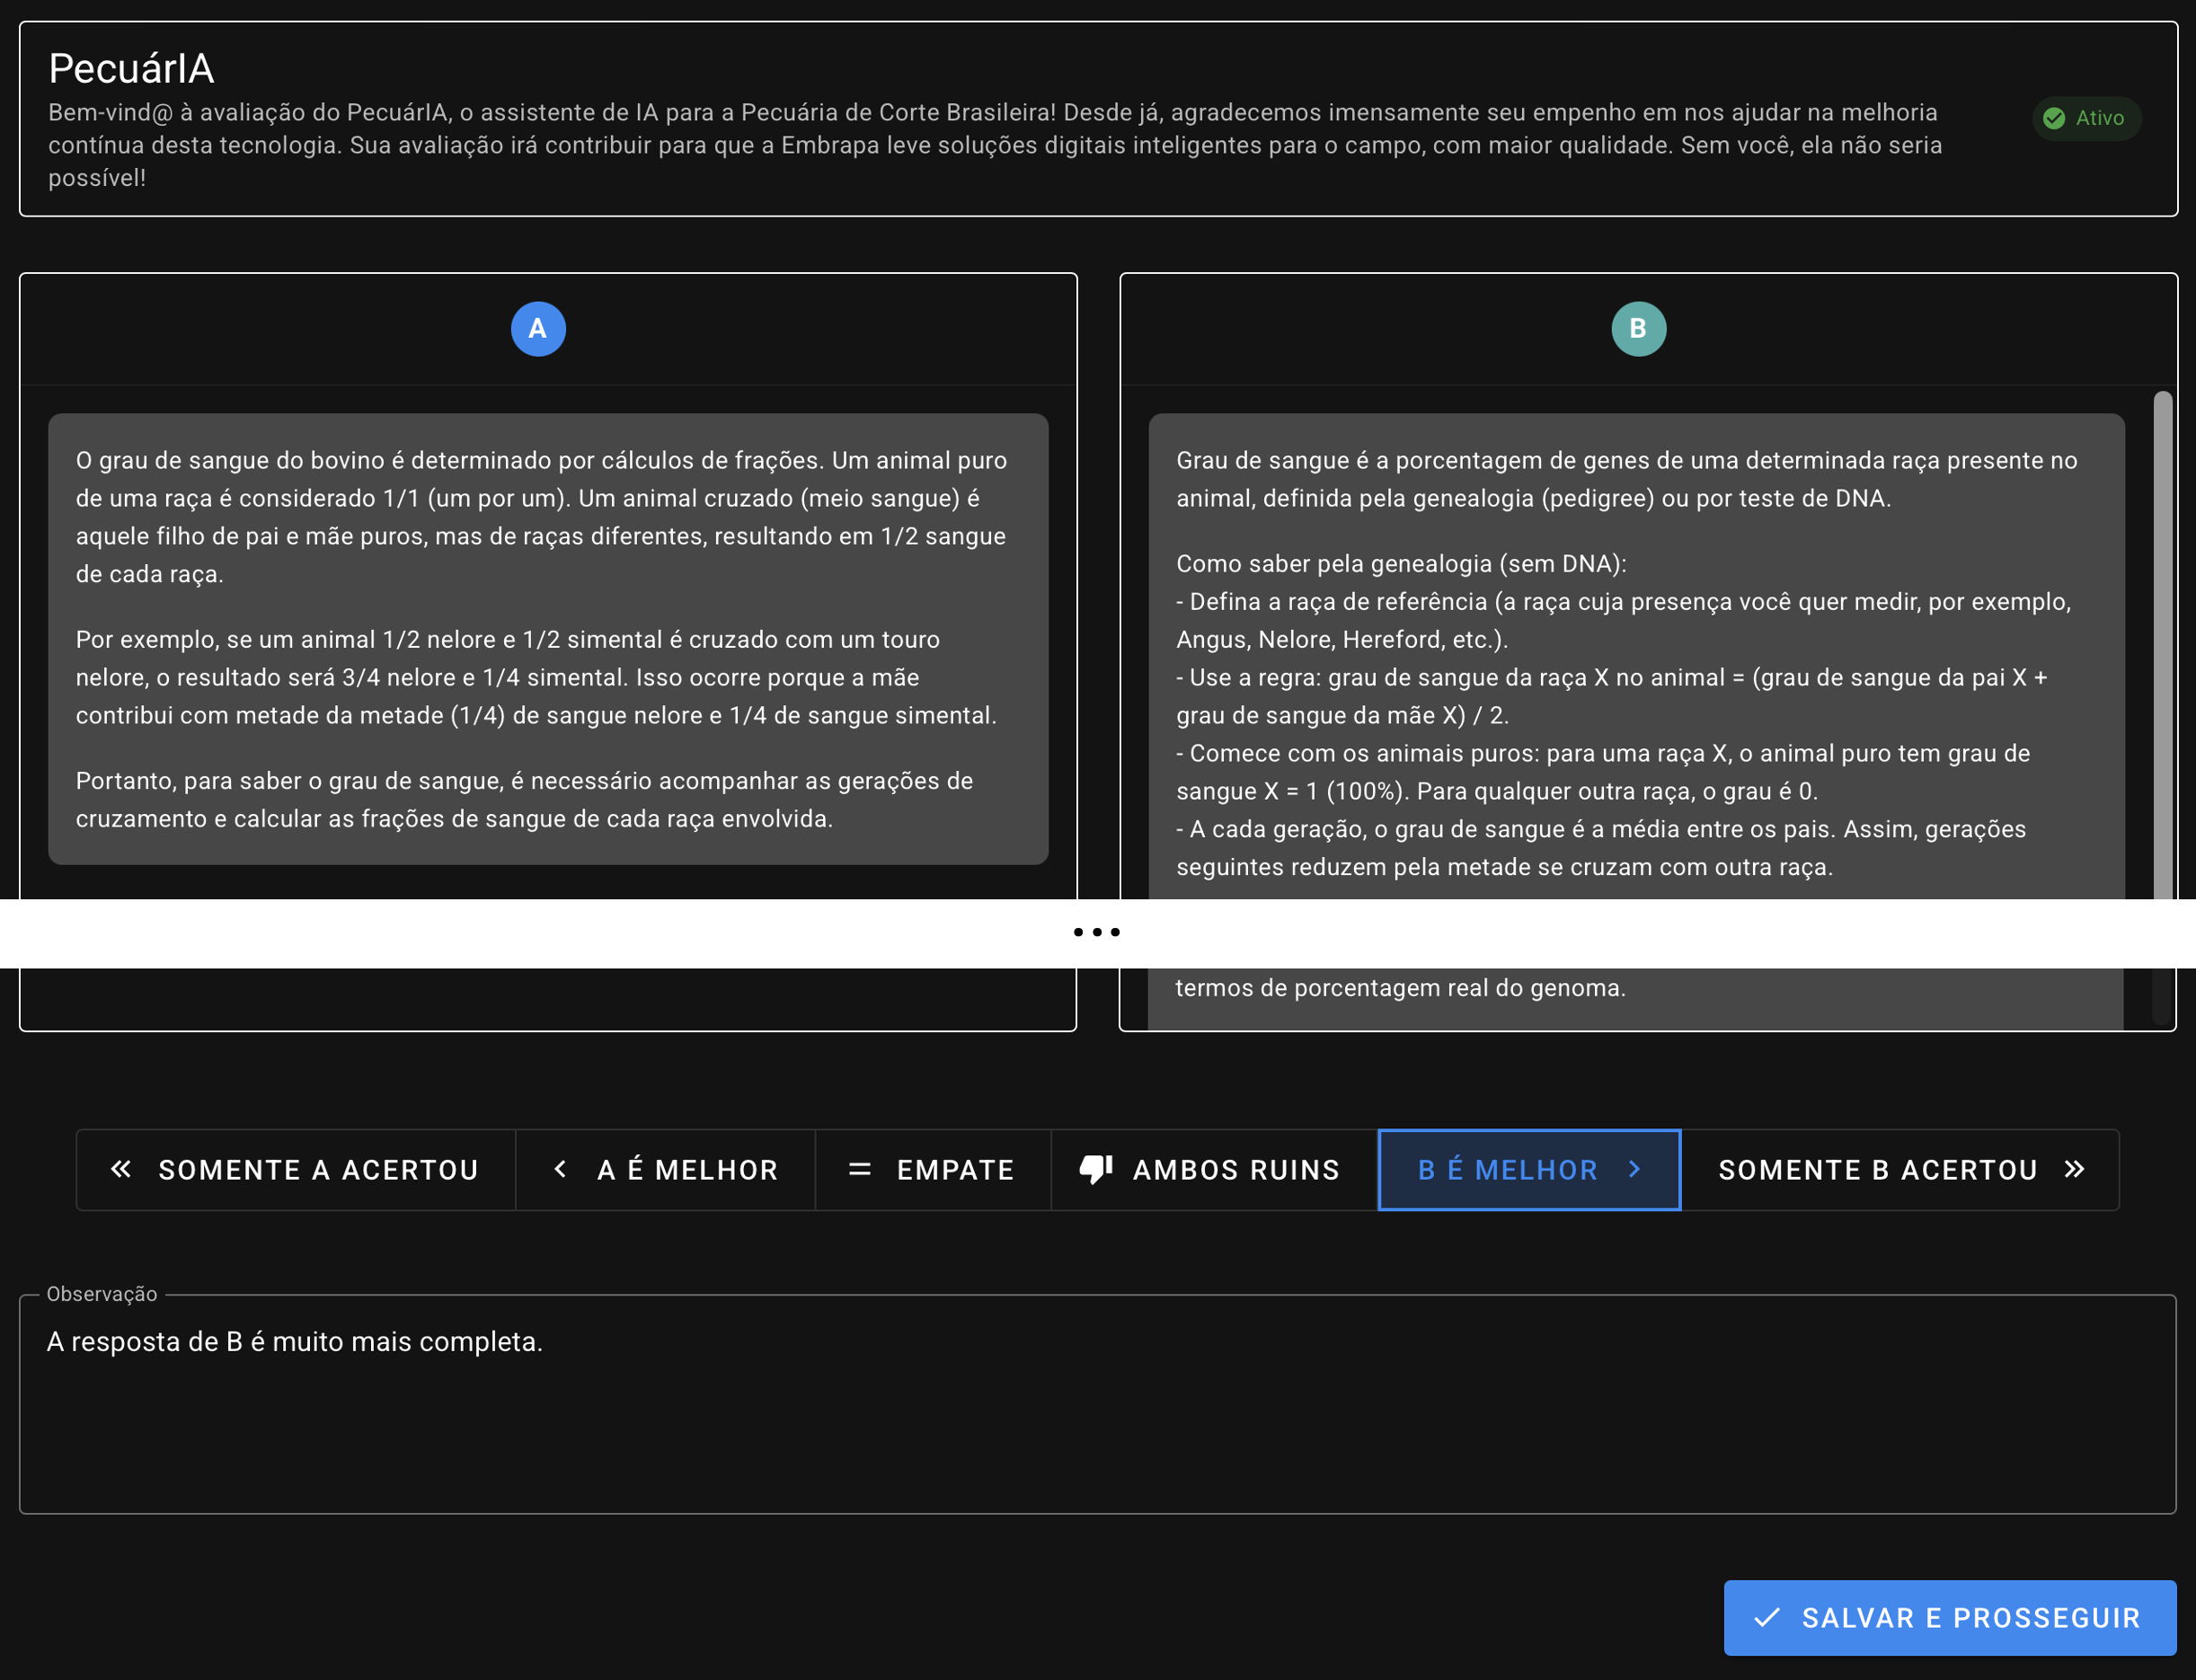 PecuárIA
Bem-vind@ à avaliação do PecuárIA, o assistente de IA para a Pecuária de Corte Brasileira! Desde já, agradecemos imensamente seu empenho em nos ajudar na melhoria
contínua desta tecnologia. Sua avaliação irá contribuir para que a Embrapa leve soluções digitais inteligentes para o campo, com maior qualidade. Sem você, ela não seria
possível!
Ativo
A
O grau de sangue do bovino é determinado por cálculos de frações. Um animal puro
de uma raça é considerado 1/1 (um por um). Um animal cruzado (meio sangue) é
aquele filho de pai e mãe puros, mas de raças diferentes, resultando em 1/2 sangue
de cada raça.
Por exemplo, se um animal 1/2 nelore e 1/2 simental é cruzado com um touro
nelore, o resultado será 3/4 nelore e 1/4 simental. Isso ocorre porque a mãe
contribui com metade da metade (1/4) de sangue nelore e 1/4 de sangue simental.
Portanto, para saber o grau de sangue, é necessário acompanhar as gerações de
cruzamento e calcular as frações de sangue de cada raça envolvida.
B
Grau de sangue é a porcentagem de genes de uma determinada raça presente no
animal, definida pela genealogia (pedigree) ou por teste de DNA.
Como saber pela genealogia (sem DNA):
- Defina a raça de referência (a raça cuja presença você quer medir, por exemplo,
Angus, Nelore, Hereford, etc.).
- Use a regra: grau de sangue da raça X no animal = (grau de sangue da pai X +
grau de sangue da mãe X) / 2.
- Comece com os animais puros: para uma raça X, o animal puro tem grau de
sangue X = 1 (100%). Para qualquer outra raça, o grau é 0.
- A cada geração, o grau de sangue é a média entre os pais. Assim, gerações
seguintes reduzem pela metade se cruzam com outra raça.
...
termos de porcentagem real do genoma.
SOMENTE A ACERTOU
A É MELHOR
EMPATE
AMBOS RUINS
B É MELHOR
SOMENTE B ACERTOU
Observação
A resposta de B é muito mais completa.
SALVAR E PROSSEGUIR